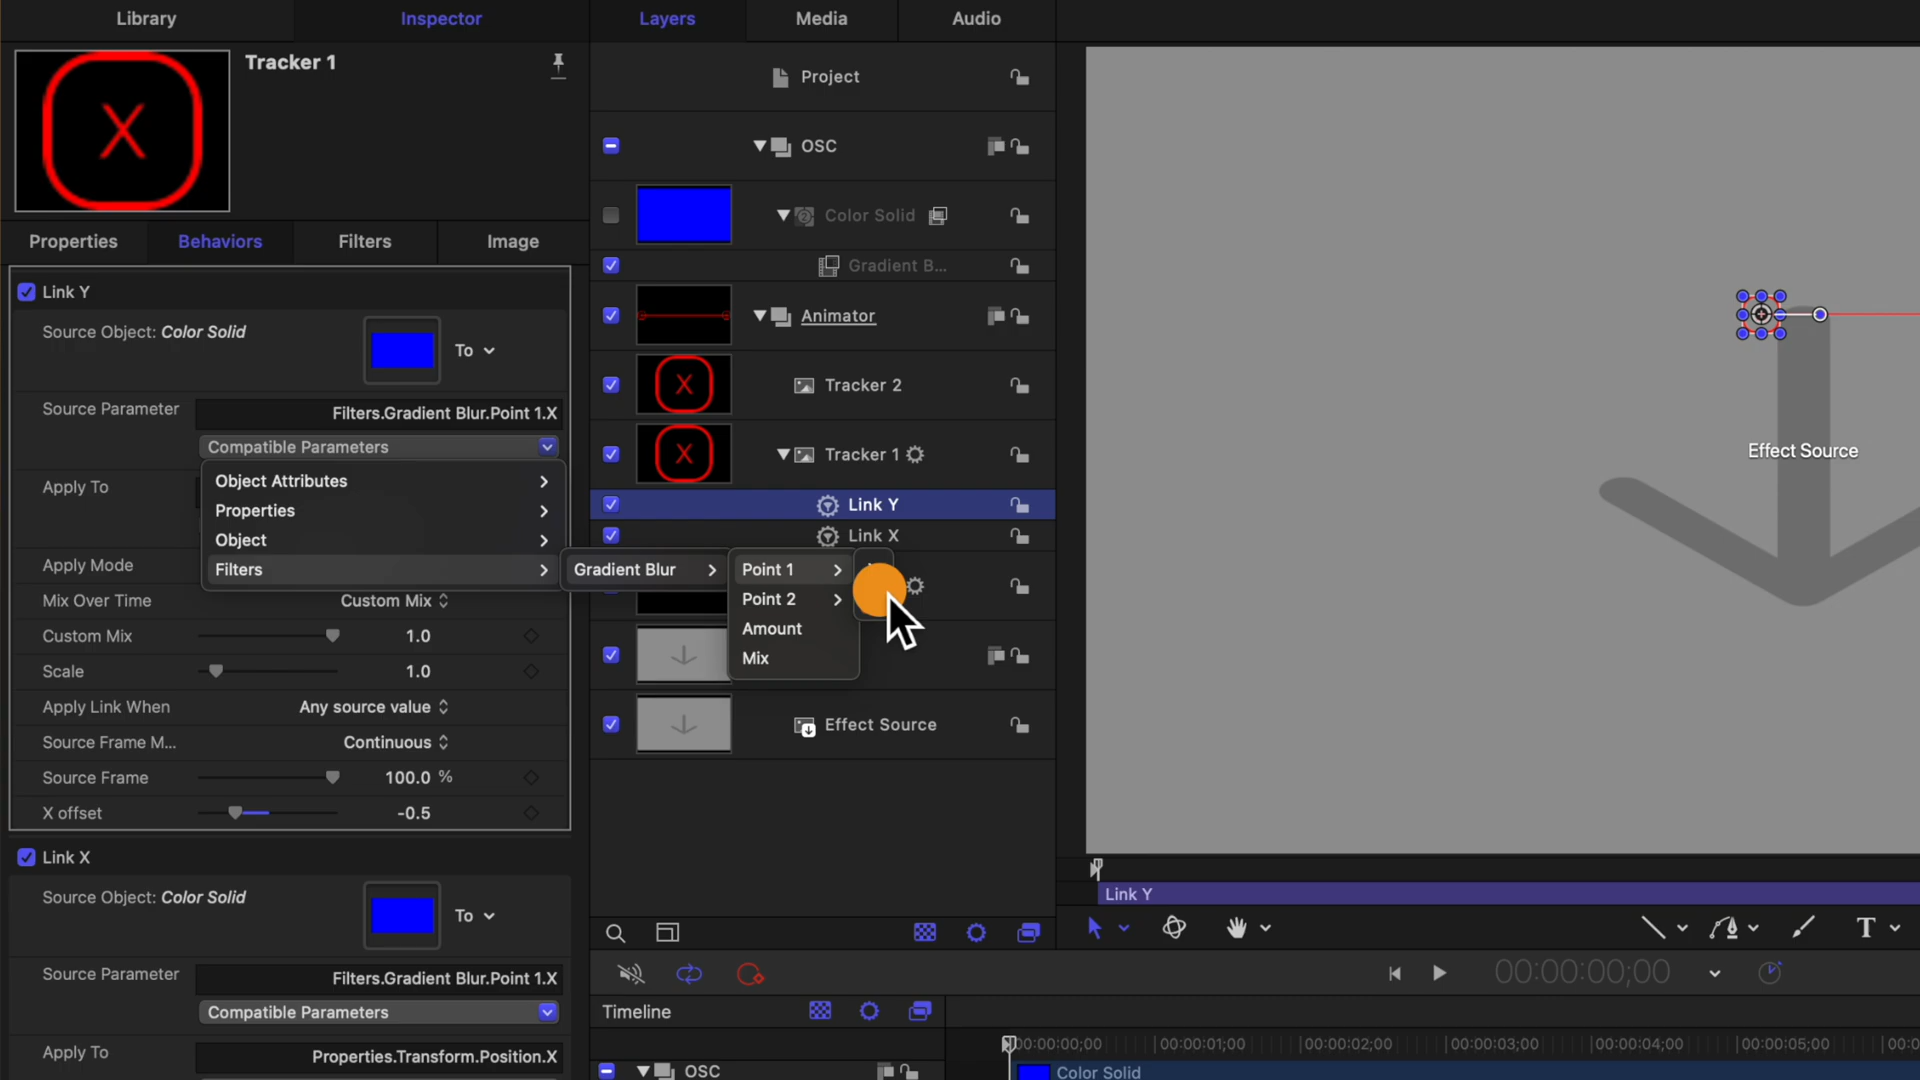 Library
Inspector
Layers
Media
Audio
Tracker 1
Project
OSC
Properties
Behaviors
Filters
Image
Color Solid
Gradient B...
Link Y
Source Object: Color Solid
To
Source Parameter
Filters.Gradient Blur.Point 1.X
Compatible Parameters
Object Attributes
Properties
Object
Filters
Gradient Blur
Point 1
Point 2
Amount
Mix
Apply To
Apply Mode
Mix Over Time
Custom Mix
Custom Mix
1.0
Scale
1.0
Apply Link When
Any source value
Source Frame M...
Continuous
Source Frame
100.0 %
X offset
-0.5
Link X
Source Object: Color Solid
To
Source Parameter
Filters.Gradient Blur.Point 1.X
Compatible Parameters
Apply To
Properties.Transform.Position.X
Animator
X
Tracker 2
X
Tracker 1
Link Y
Link X
Effect Source
Effect Source
Link Y
T
00:00:00;00
Timeline
00:00:00;00
00:00:01;00
00:00:02;00
00:00:03;00
00:00:04;00
00:00:05;00
OSC
Color Solid